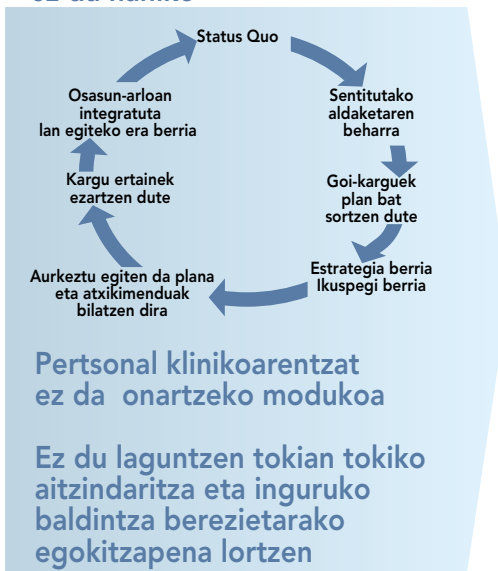 Status Quo
Sentitutako
aldaketaren
beharra
Goi-karguek
plan bat
sortzen dute
Estrategia berria
Ikuspegi berria
Aurkeztu egiten da plana
eta atxikimenduak
bilatzen dira
Kargu ertainek
ezartzen dute
Osasun-arloan
integratuta
lan egiteko era berria
Pertsonal klinikoarentzat
ez da onartzeko modukoa
Ez du laguntzen tokian tokiko
aitzindaritza eta inguruko
baldintza berezietarako
egokitzapena lortzen